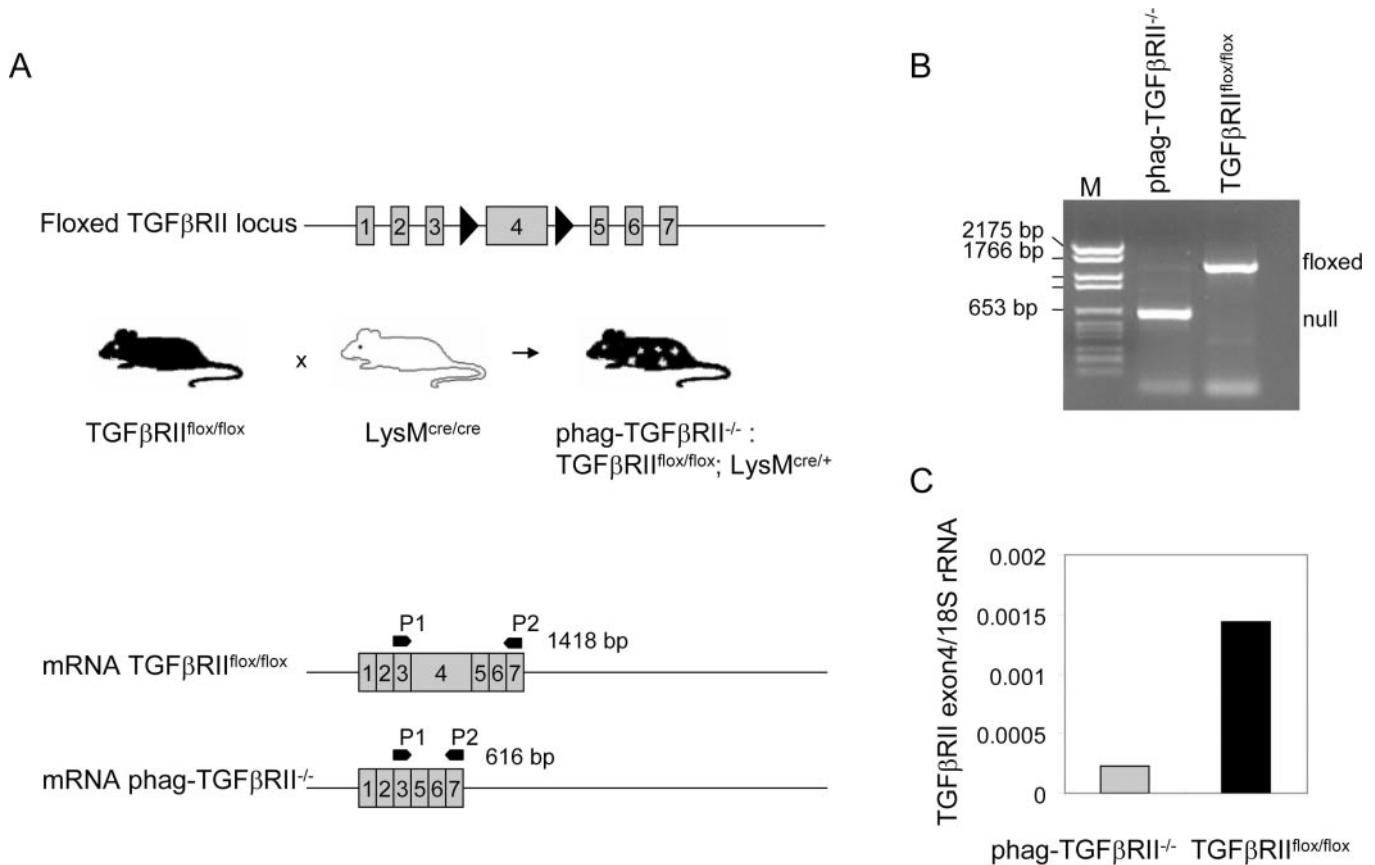 A
Floxed TGFβRII locus
1 2 3 4 5 6 7
x
TGFβRIIflox/flox
LysMcre/cre
phag-TGFβRII-/- :
TGFβRIIflox/flox; LysMcre/+
P1 P2 1418 bp
mRNA TGFβRIIflox/flox
1 2 3 4 5 6 7
P1 P2 616 bp
mRNA phag-TGFβRII-/-
1 2 3 5 6 7
B
phag-TGFβRII-/-
TGFβRIIflox/flox
M
2175 bp
1766 bp
653 bp
floxed
null
C
TGFβRII exon4/18S rRNA
0.002
0.0015
0.001
0.0005
0
phag-TGFβRII-/- TGFβRIIflox/flox